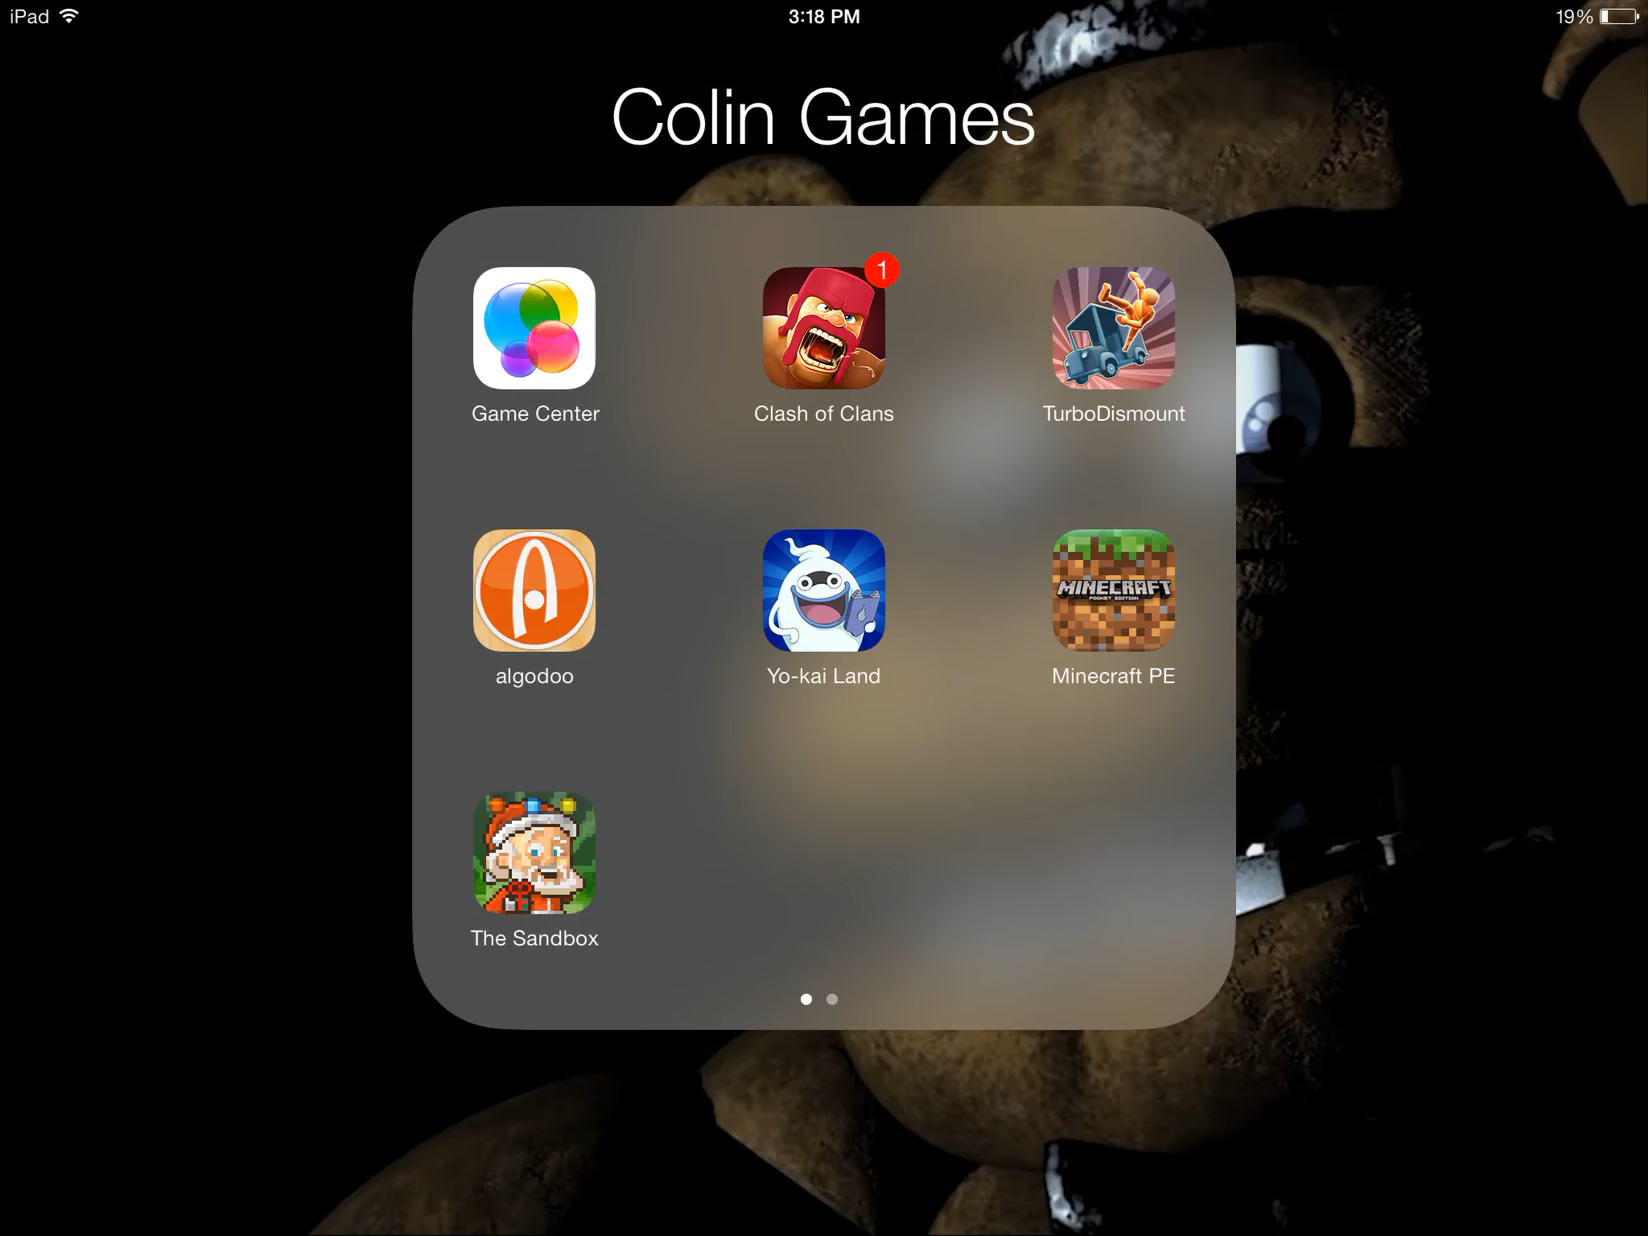 iPad
3:18 PM
19%
Colin Games
1
Game Center
Clash of Clans
TurboDismount
MINECRAFT
POCKET EDITION
algodoo
Yo-kai Land
Minecraft PE
The Sandbox